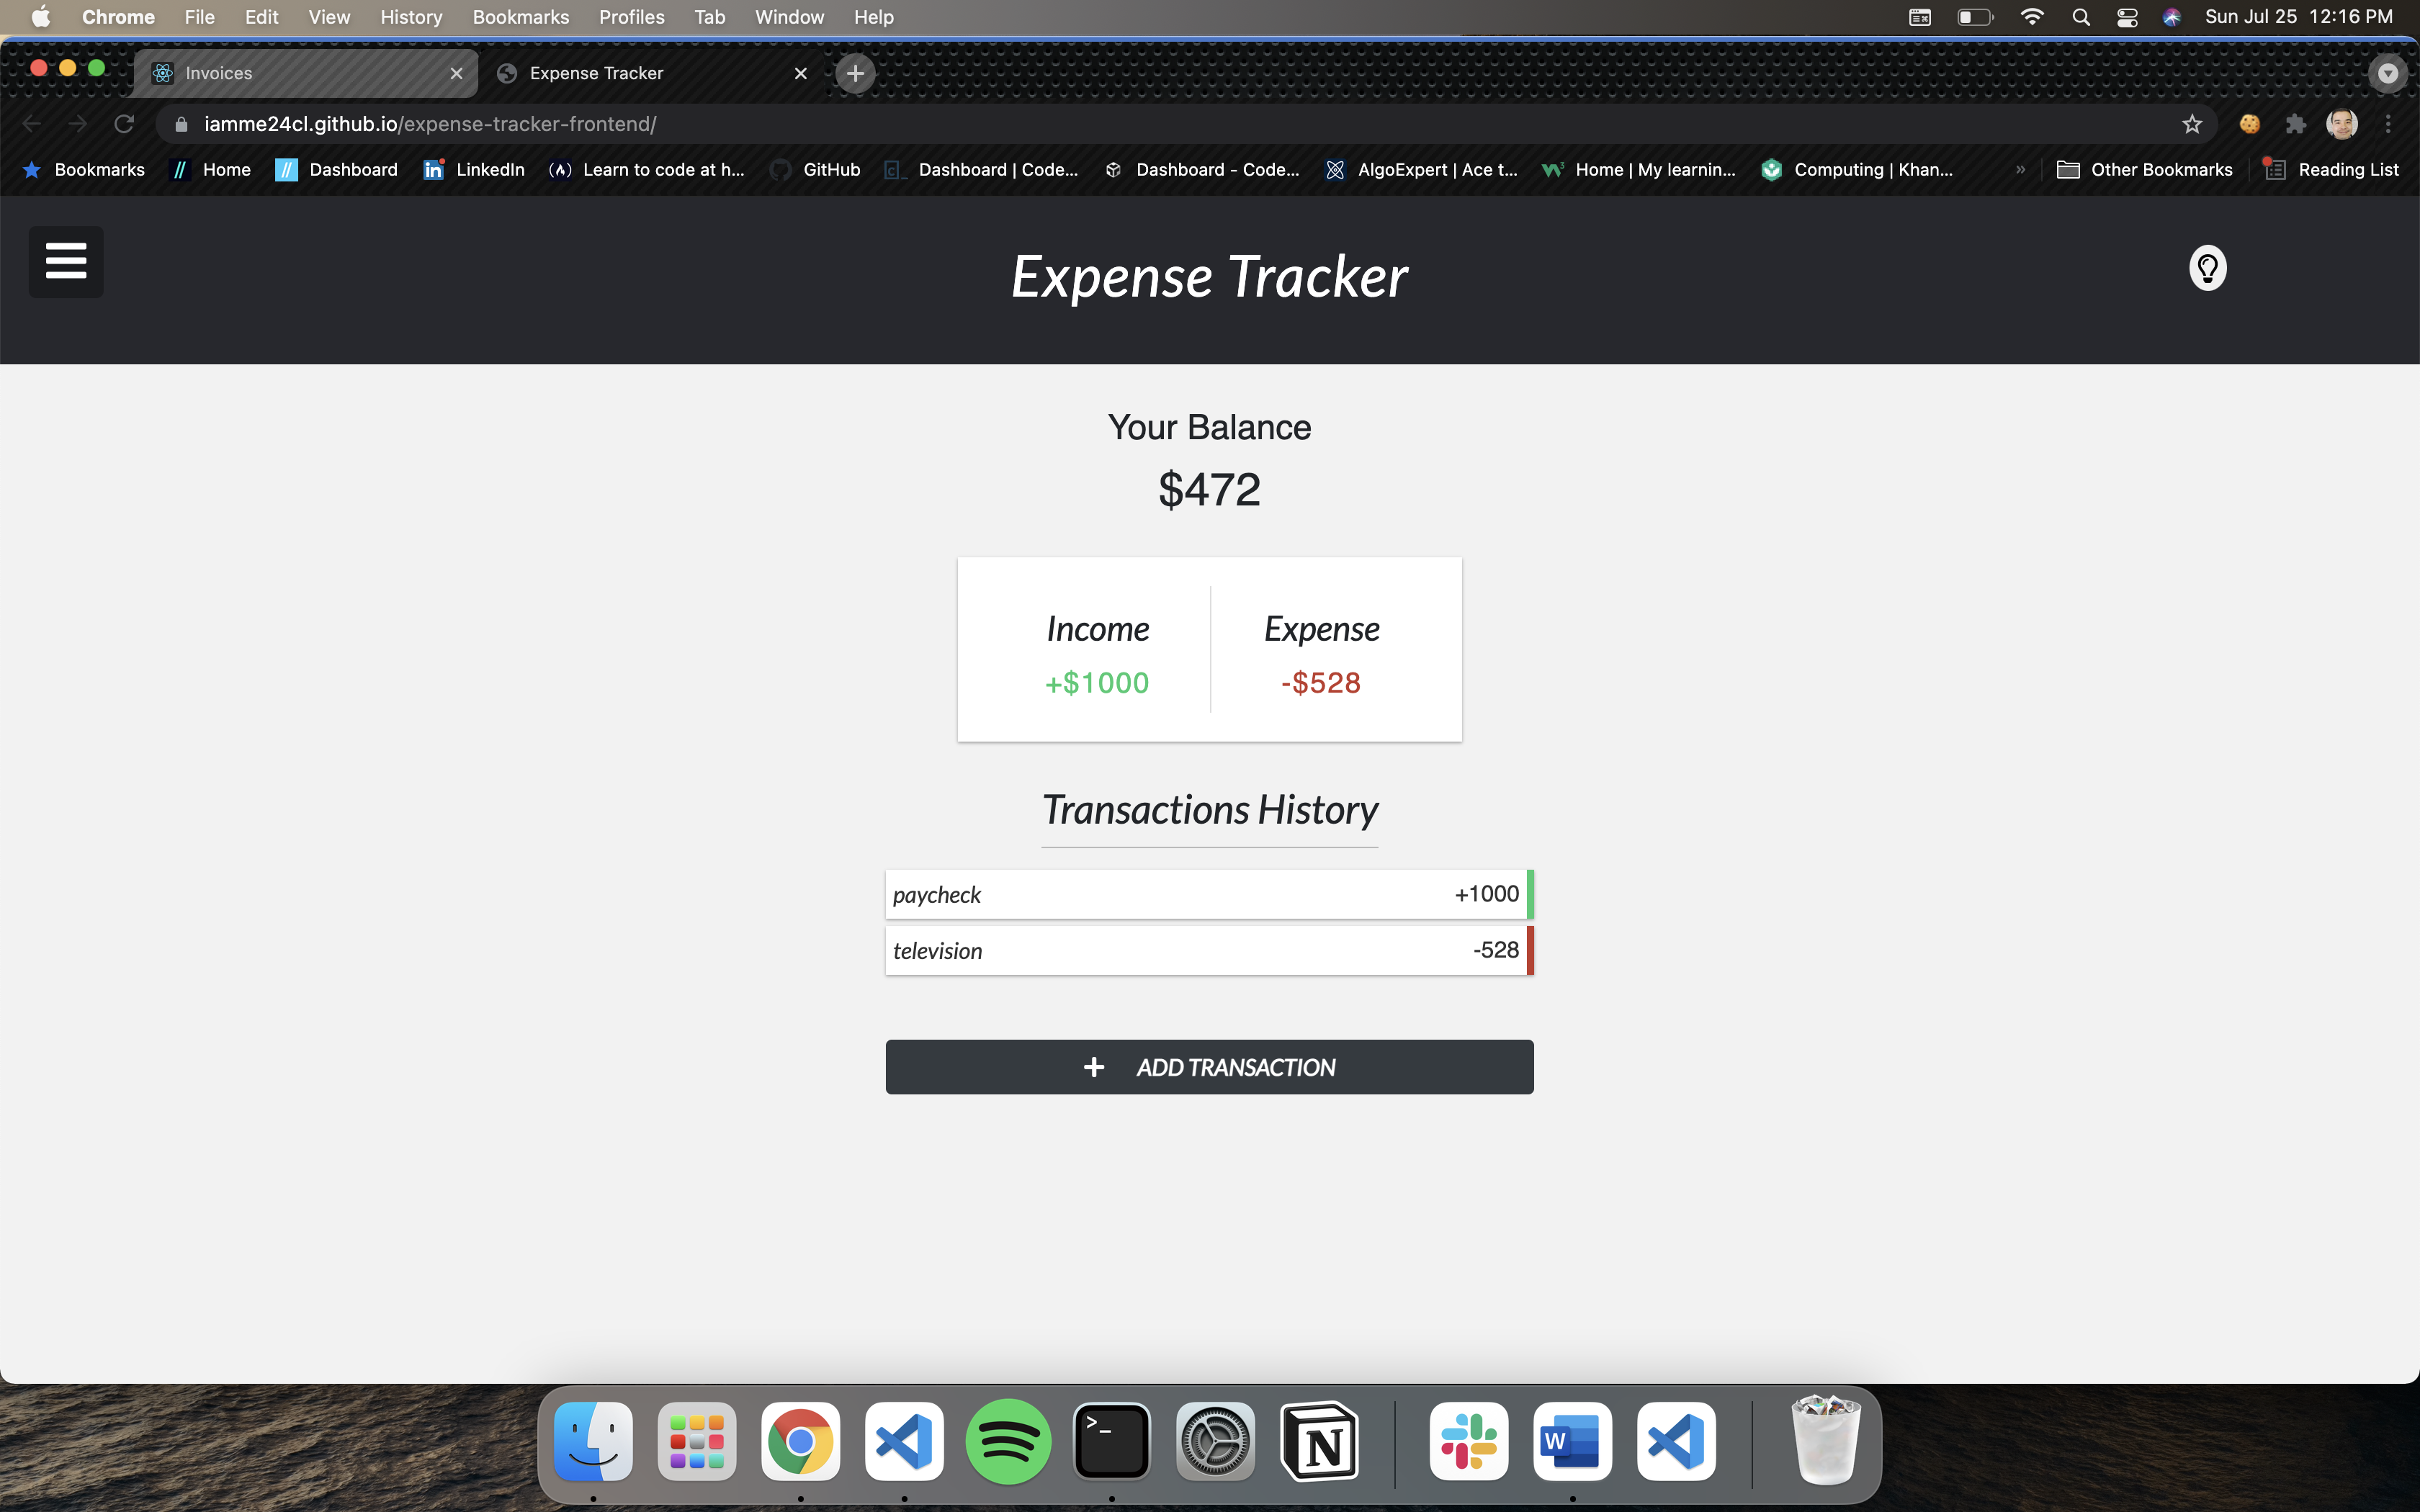 Chrome File Edit View History Bookmarks Profiles Tab Window Help Sun Jul 25 12:16 PM
Invoices Expense Tracker
iamme24cl.github.io/expense-tracker-frontend/
Bookmarks Home Dashboard LinkedIn Learn to code at h... GitHub Dashboard | Code... Dashboard - Code... AlgoExpert | Ace t... Home | My learnin... Computing | Khan... » Other Bookmarks Reading List
Expense Tracker
Your Balance
$472
Income Expense
+$1000 -$528
Transactions History
paycheck +1000
television -528
+ ADD TRANSACTION